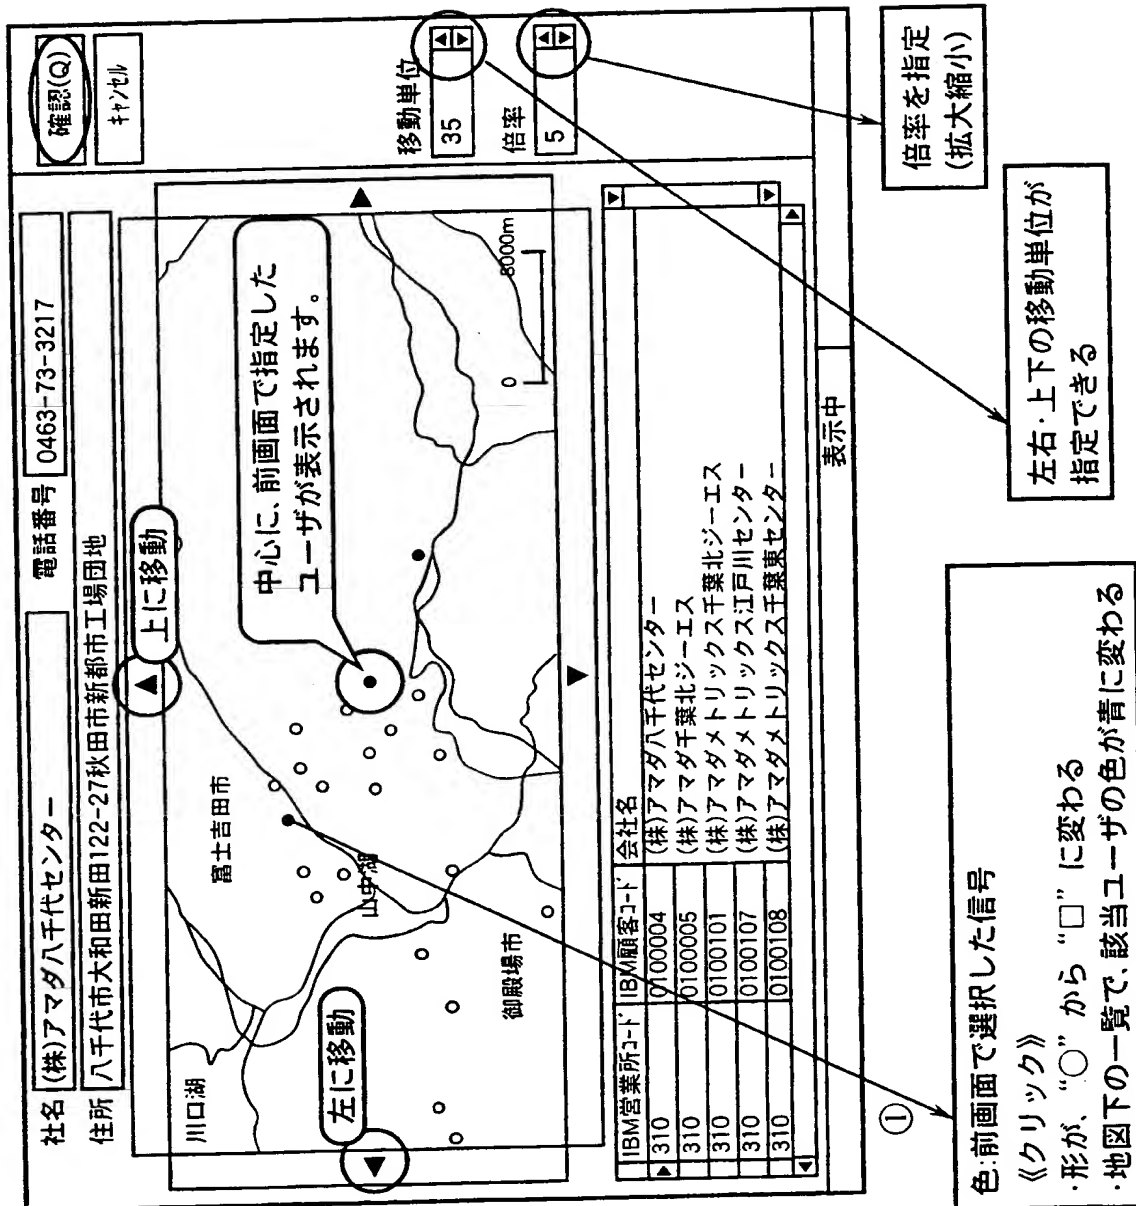 社名 (株)アマダ八千代センター 電話番号 0463-73-3217
住所 八千代市大和田新田122-27秋田市新都市工場団地
確認(Q)
キャンセル
上に移動
左に移動
川口湖
富士吉田市
山中湖
御殿場市
中心に、前画面で指定した
ユーザが表示されます。
0 8000m
移動単位
35
倍率
5
IBM営業所コード IBM顧客コード 会社名
310 0100004 (株)アマダ八千代センター
310 0100005 (株)アマダ千葉北ジーエス
310 0100101 (株)アマダメトリックス千葉北ジーエス
310 0100107 (株)アマダメトリックス江戸川センター
310 0100108 (株)アマダメトリックス千葉東センター
表示中
倍率を指定
(拡大縮小)
左右・上下の移動単位が
指定できる
①
色:前画面で選択した信号
《クリック》
・形が、“○”から“□”に変わる
・地図下の一覧で、該当ユーザの色が青に変わる